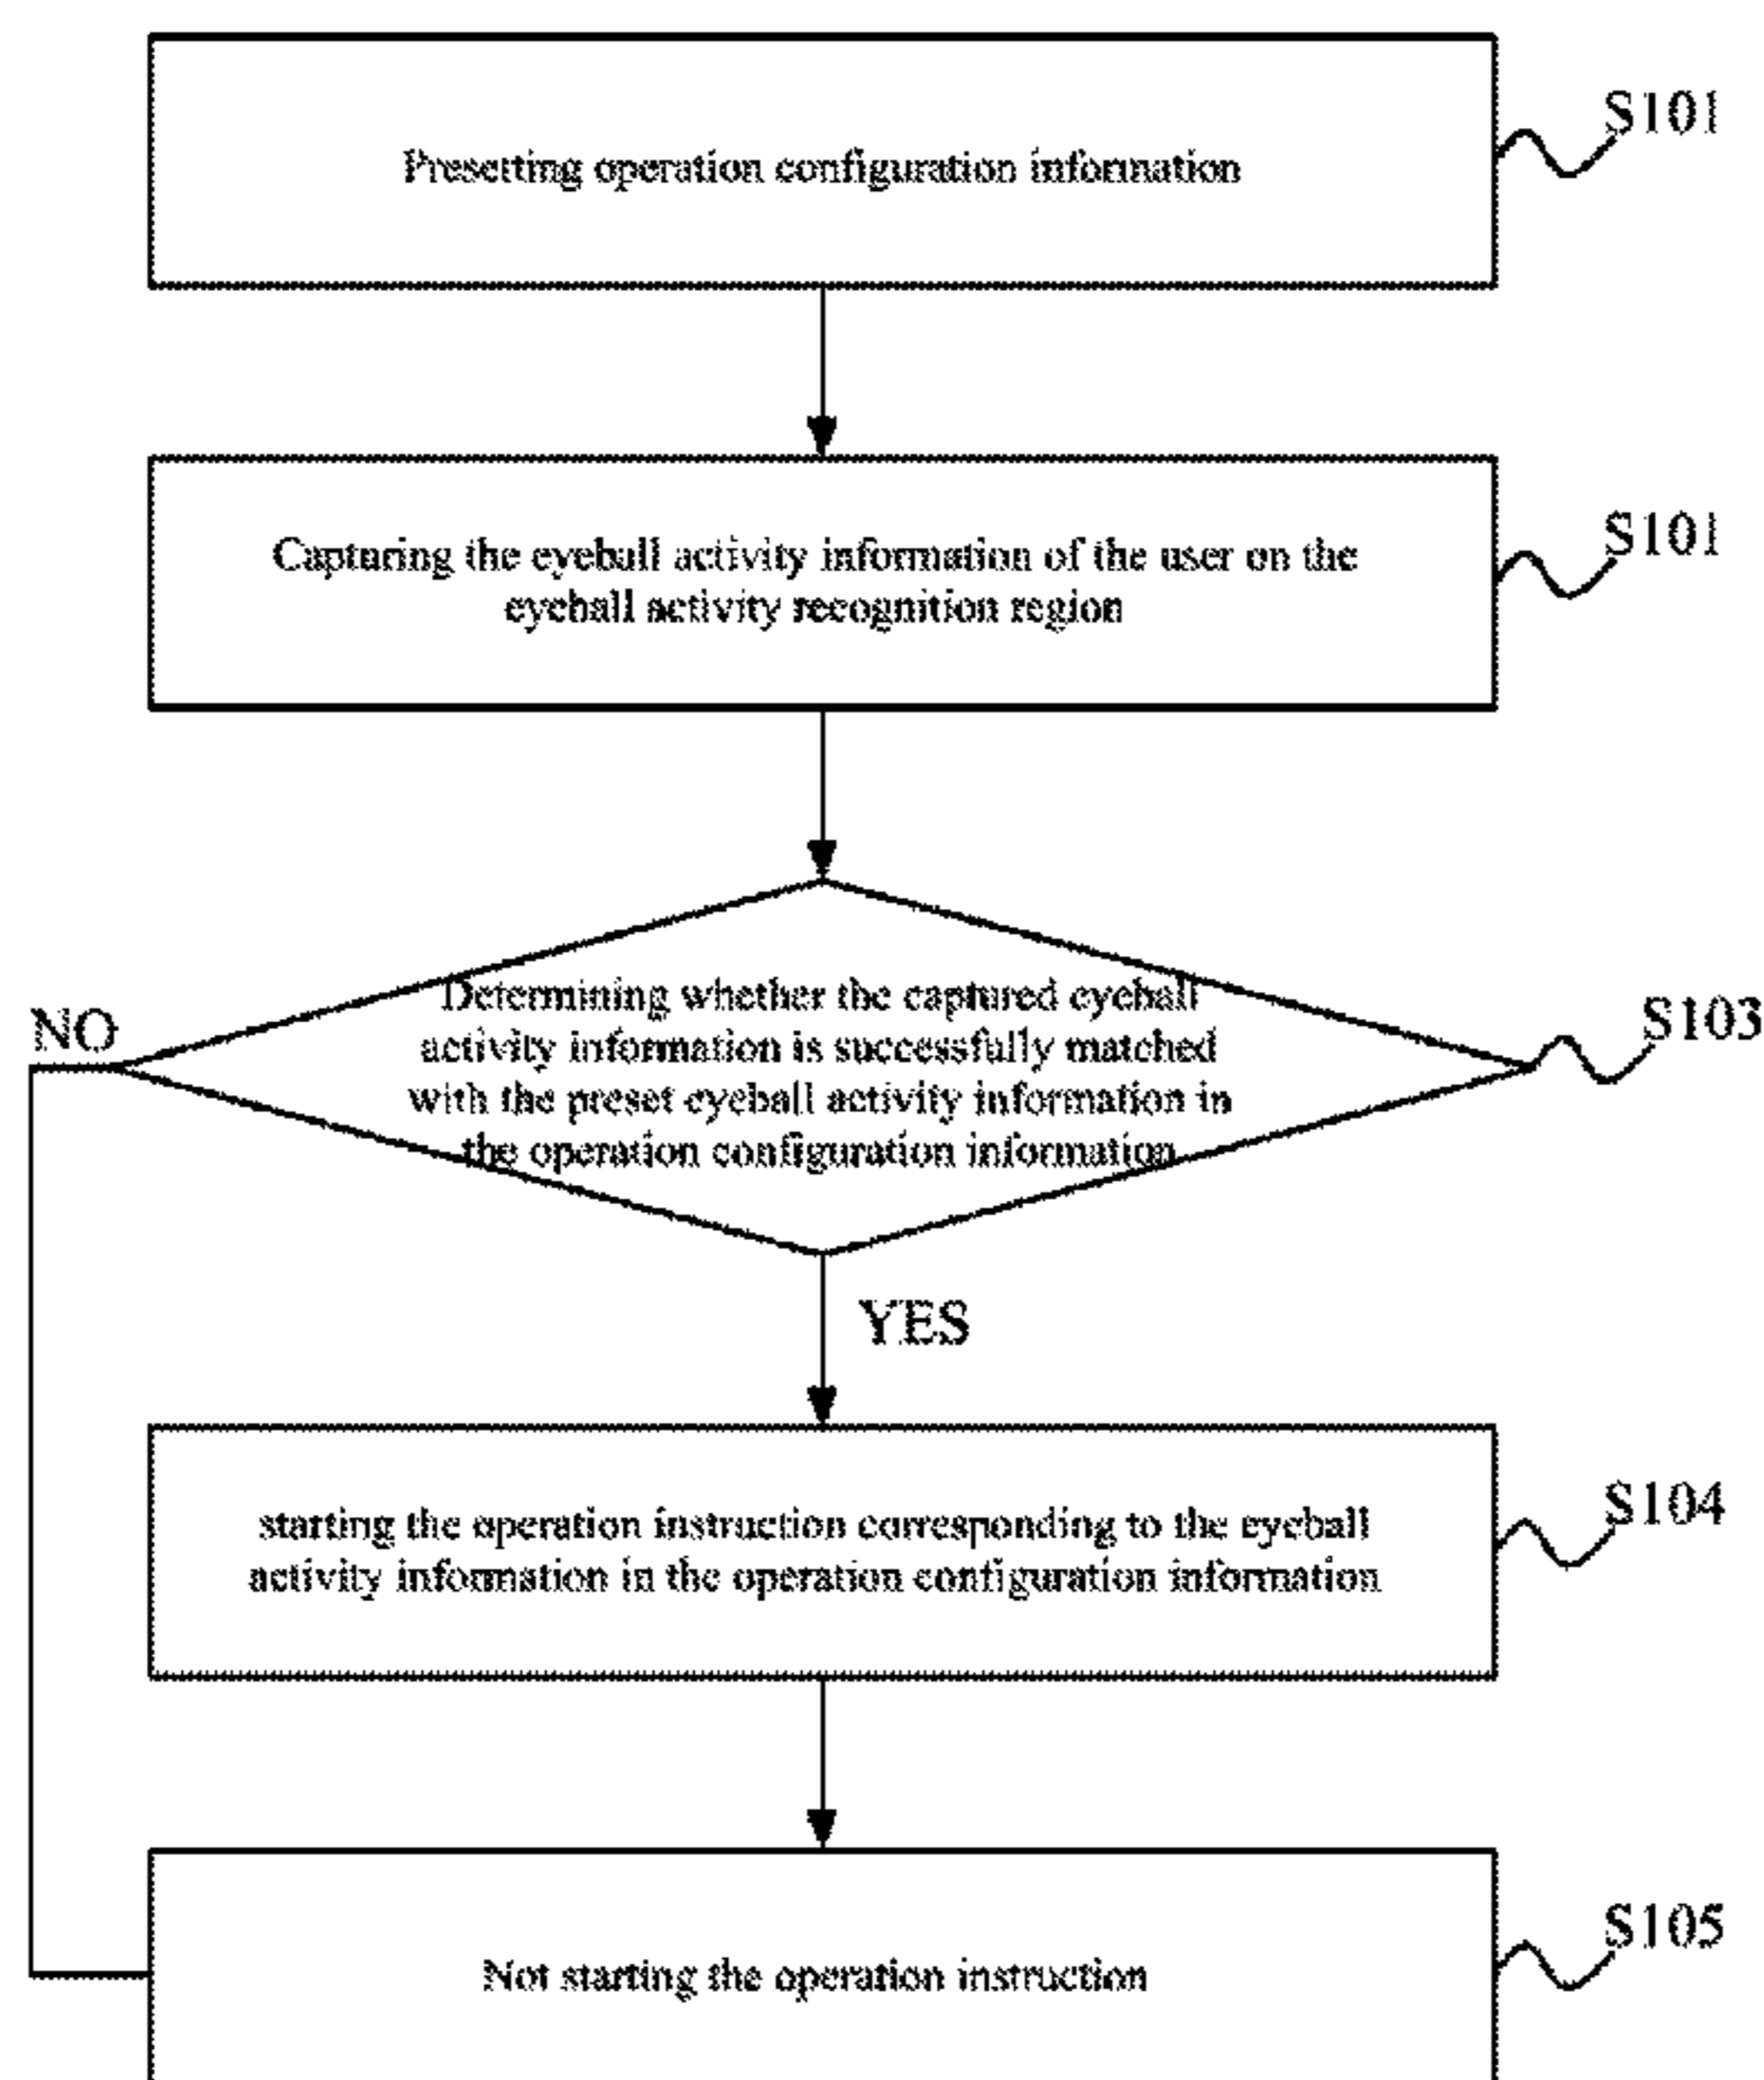 Presetting operation configuration information
S101
Capturing the eyeball activity information of the user on the
eyeball activity recognition region
S101
Determining whether the captured eyeball
activity information is successfully matched
with the preset eyeball activity information in
the operation configuration information
NO
S103
YES
starting the operation instruction corresponding to the eyeball
activity information in the operation configuration information
S104
Not starting the operation instruction
S105